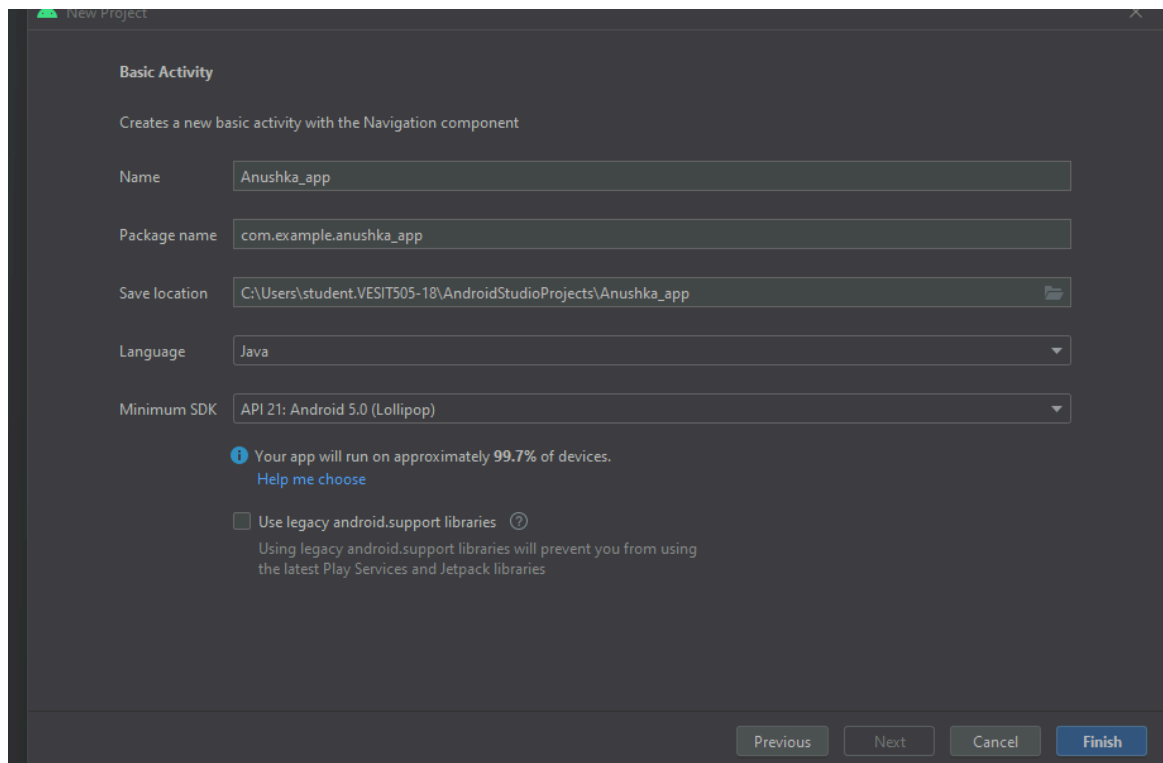 New Project
Basic Activity
Creates a new basic activity with the Navigation component
Name Anushka_app
Package name com.example.anushka_app
Save location C:\Users\student.VESIT505-18\AndroidStudioProjects\Anushka_app
Language Java
Minimum SDK API 21: Android 5.0 (Lollipop)
Your app will run on approximately 99.7% of devices.
Help me choose
Use legacy android.support libraries ?
Using legacy android.support libraries will prevent you from using
the latest Play Services and Jetpack libraries
Previous Next Cancel Finish